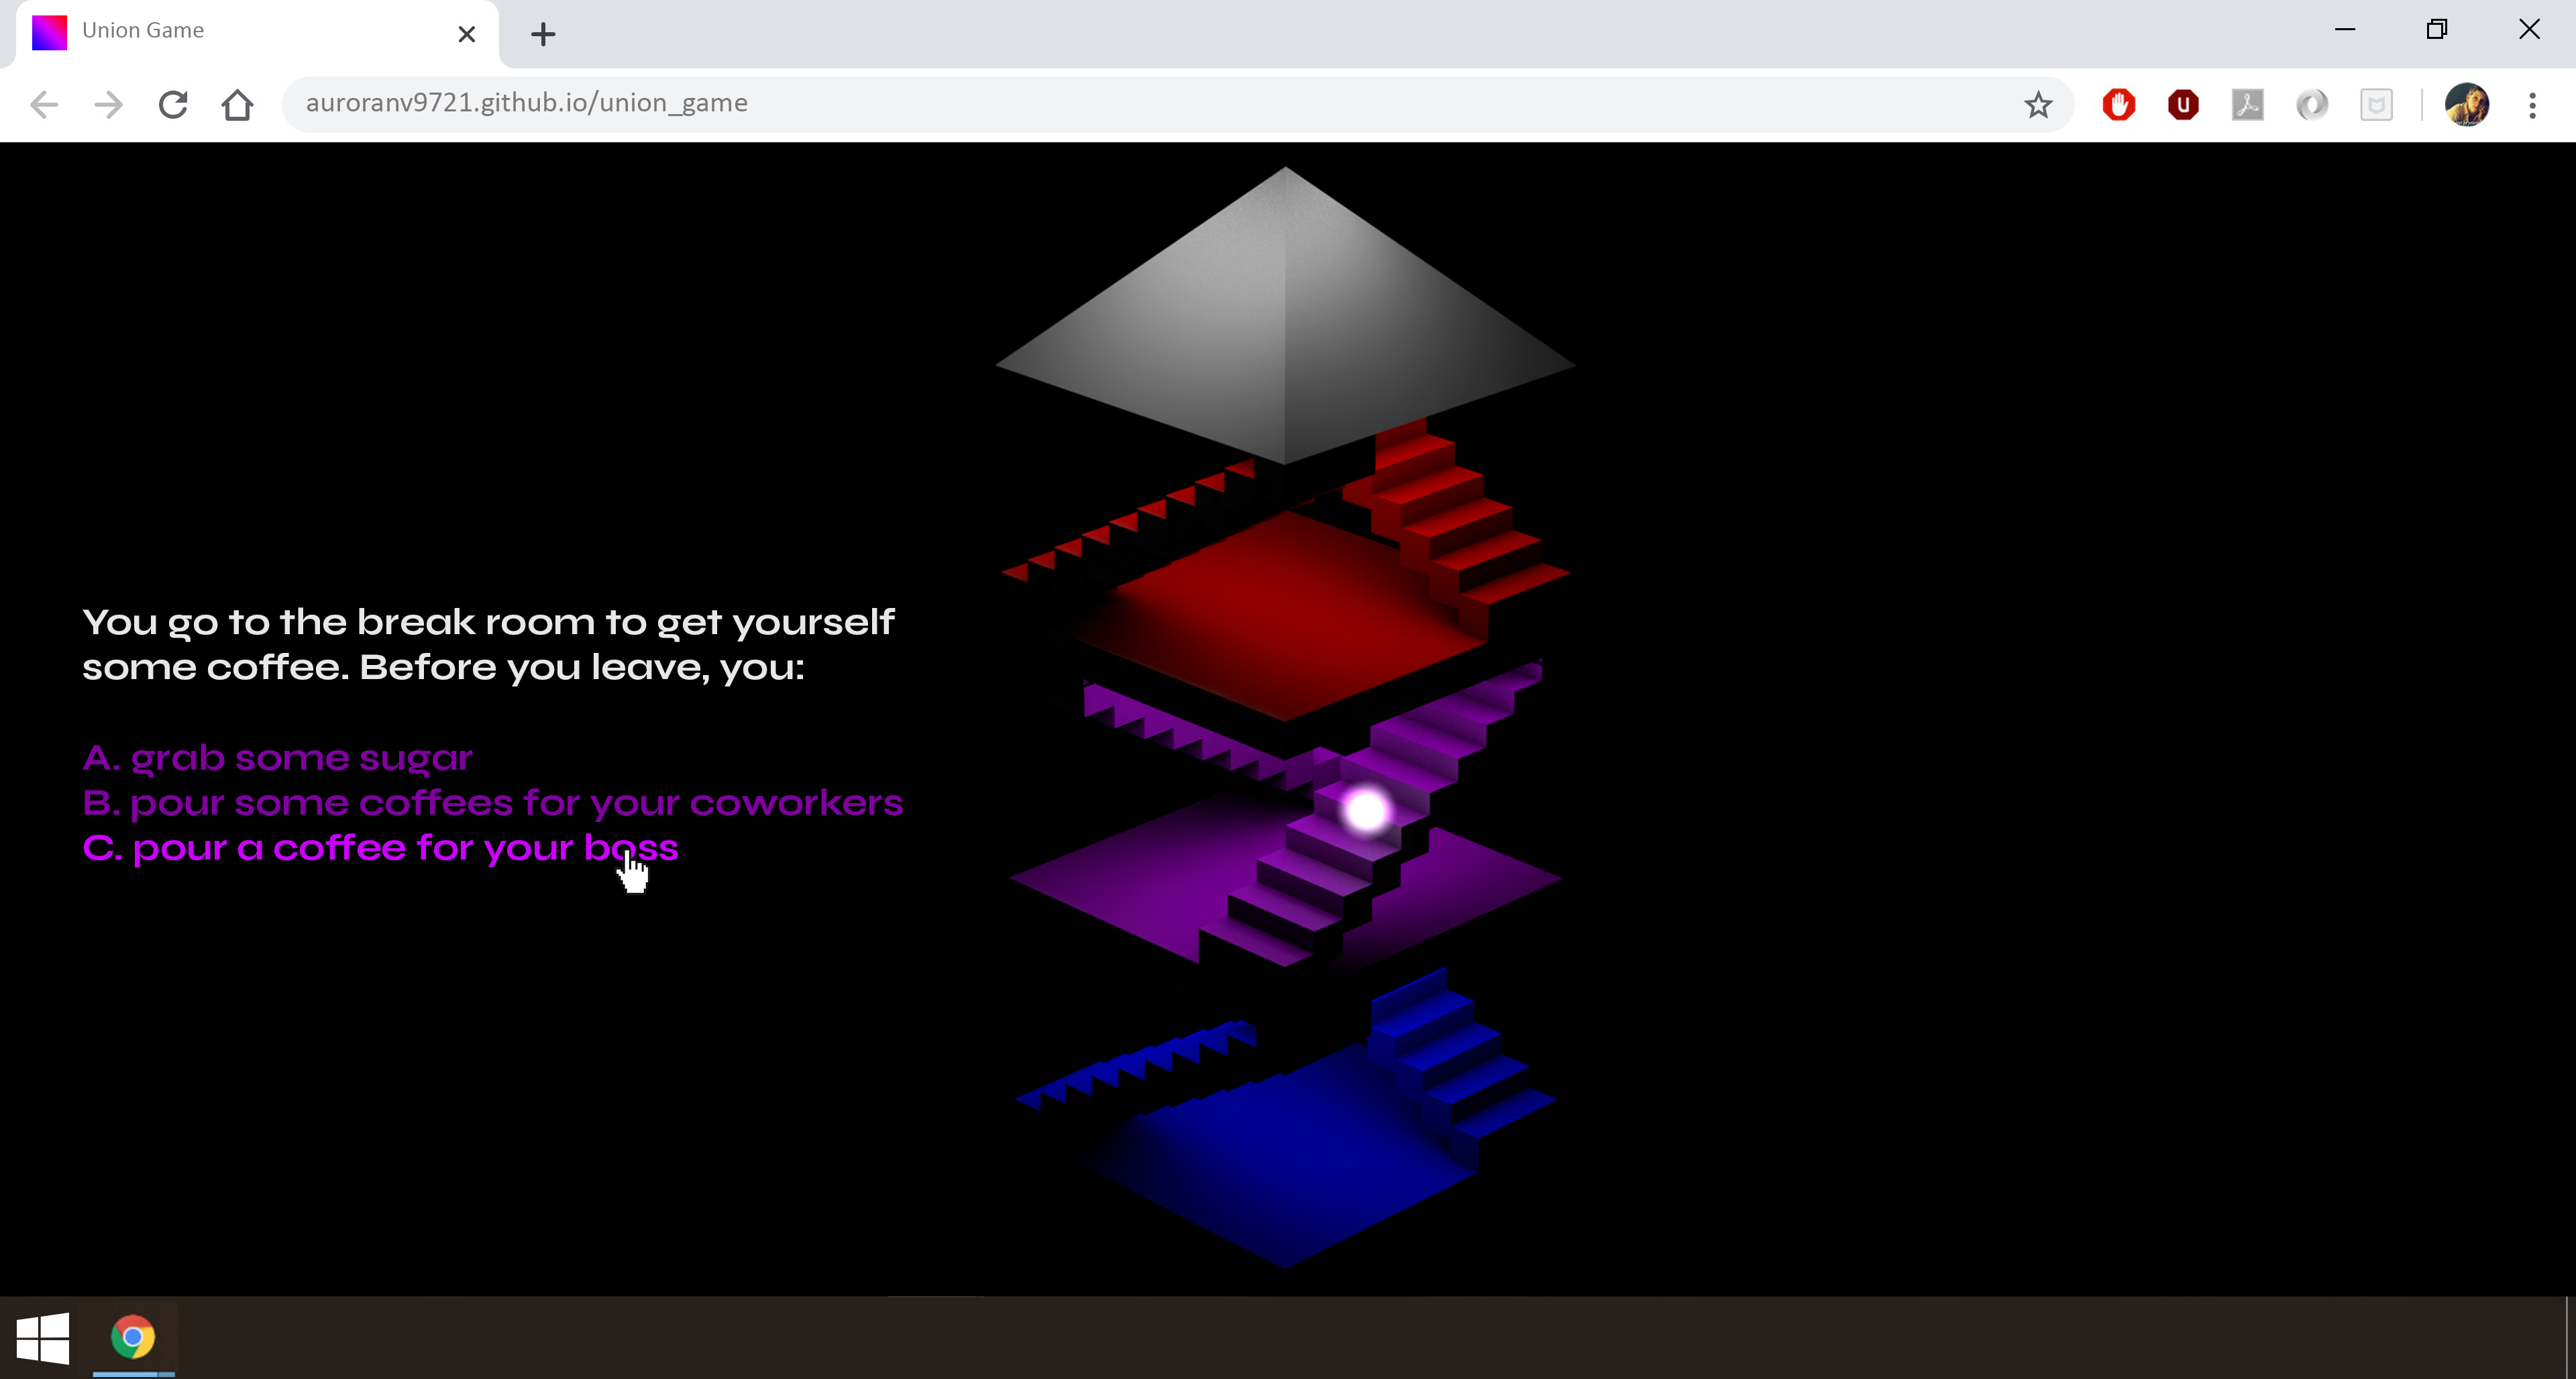 Union Game
auroranv9721.github.io/union_game
You go to the break room to get yourself
some coffee. Before you leave, you:
A. grab some sugar
B. pour some coffees for your coworkers
C. pour a coffee for your boss